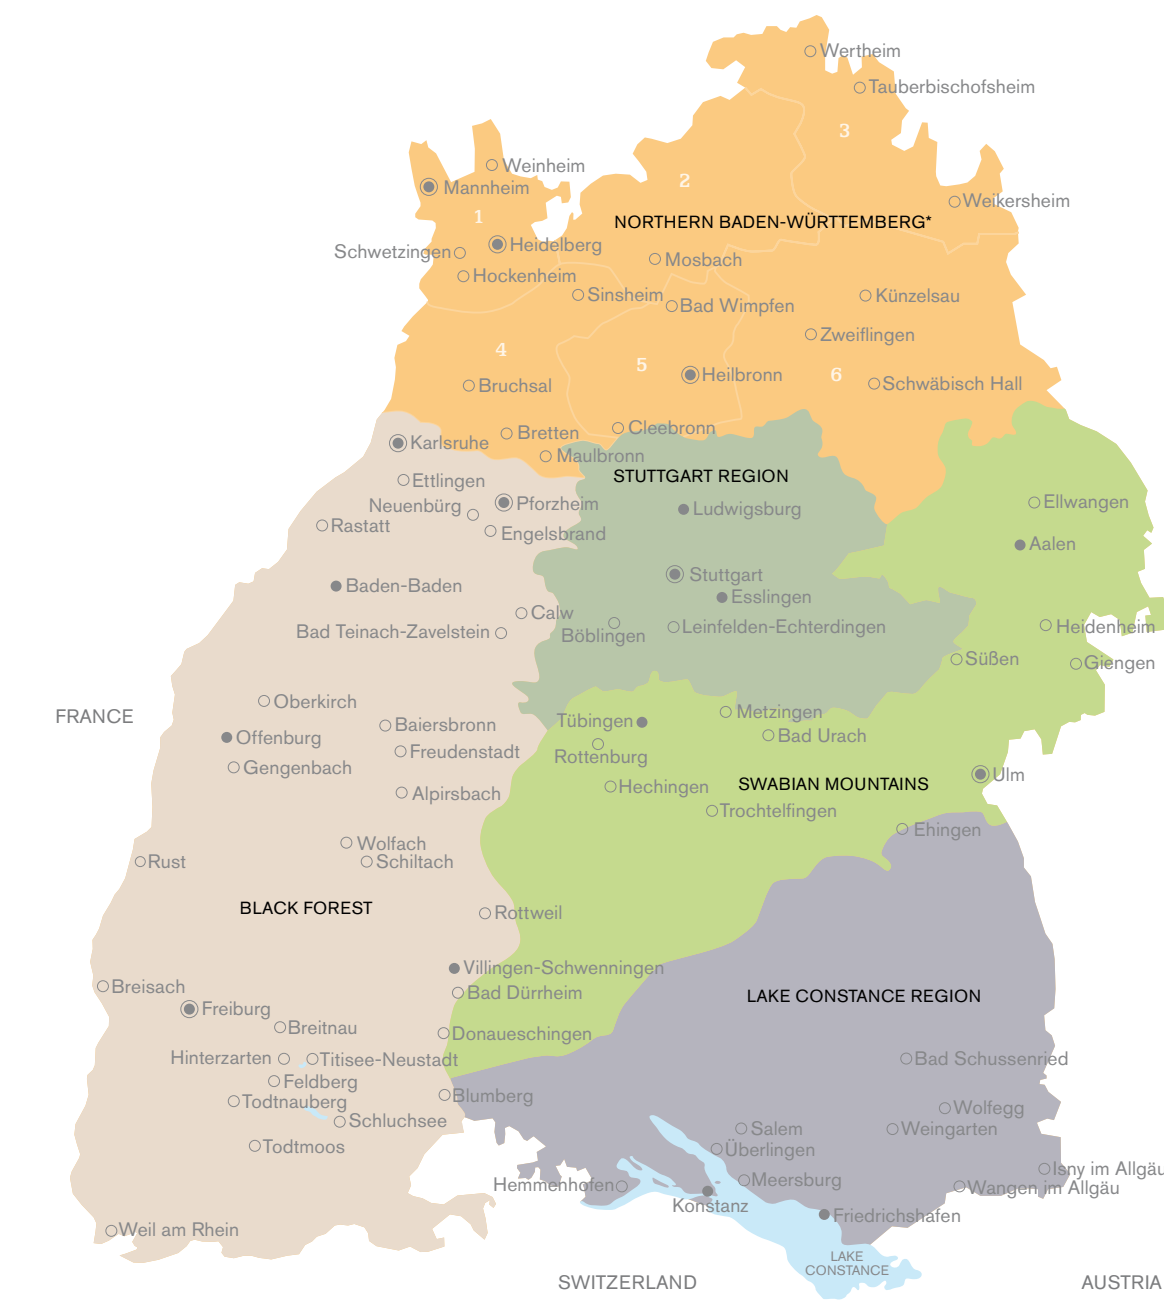 Wertheim
Tauberbischofsheim
3
Weinheim
2
Mannheim
Weikersheim
1
NORTHERN BADEN-WÜRTTEMBERG*
Heidelberg
Schwetzingen
Mosbach
Hockenheim
Sinsheim
Künzelsau
Bad Wimpfen
Zweiflingen
4
5
Heilbronn
6
Schwäbisch Hall
Bruchsal
Cleebronn
Bretten
Karlsruhe
Maulbronn
STUTTGART REGION
Ettlingen
Ellwangen
Pforzheim
Neuenbürg
Ludwigsburg
Rastatt
Engelsbrand
Aalen
Stuttgart
Baden-Baden
Esslingen
Calw
Heidenheim
Leinfelden-Echterdingen
Bad Teinach-Zavelstein
Böblingen
Süßen
Giengen
Oberkirch
Metzingen
FRANCE
Tübingen
Baiersbronn
Bad Urach
Offenburg
Freudenstadt
Rottenburg
Gengenbach
Ulm
SWABIAN MOUNTAINS
Hechingen
Alpirsbach
Trochtelfingen
Ehingen
Wolfach
Rust
Schiltach
BLACK FOREST
Rottweil
Villingen-Schwenningen
Breisach
Bad Dürrheim
LAKE CONSTANCE REGION
Freiburg
Breitnau
Donaueschingen
Hinterzarten
Titisee-Neustadt
Bad Schussenried
Feldberg
Blumberg
Todtnauberg
Wolfegg
Schluchsee
Salem
Weingarten
Todtmoos
Überlingen
Isny im Allgäu
Meersburg
Hemmenhofen
Wangen im Allgäu
Konstanz
Friedrichshafen
Weil am Rhein
LAKE
CONSTANCE
SWITZERLAND
AUSTRIA